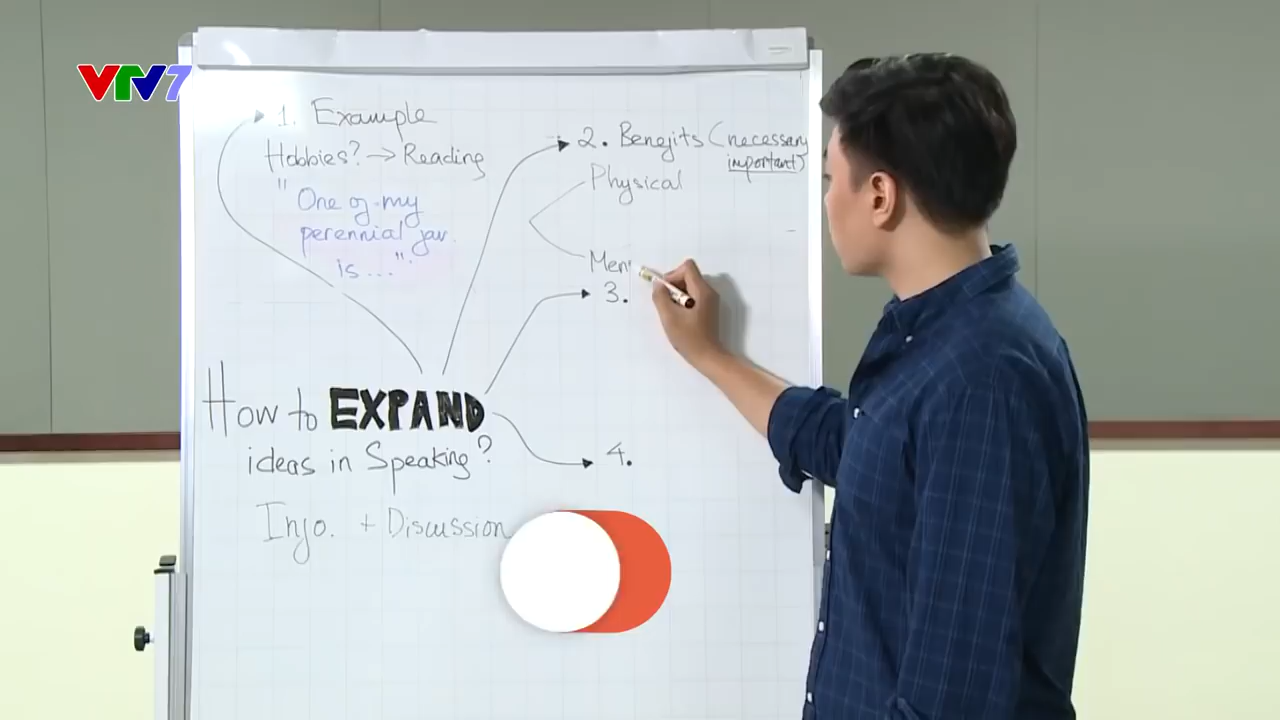 VTV7
1. Example
Hobbies? → Reading
"One of my
perennial fav.
is ..."
2. Benefits (necessary
important)
Physical
Men
3.
How to EXPAND
ideas in Speaking?
4.
Info. + Discussion